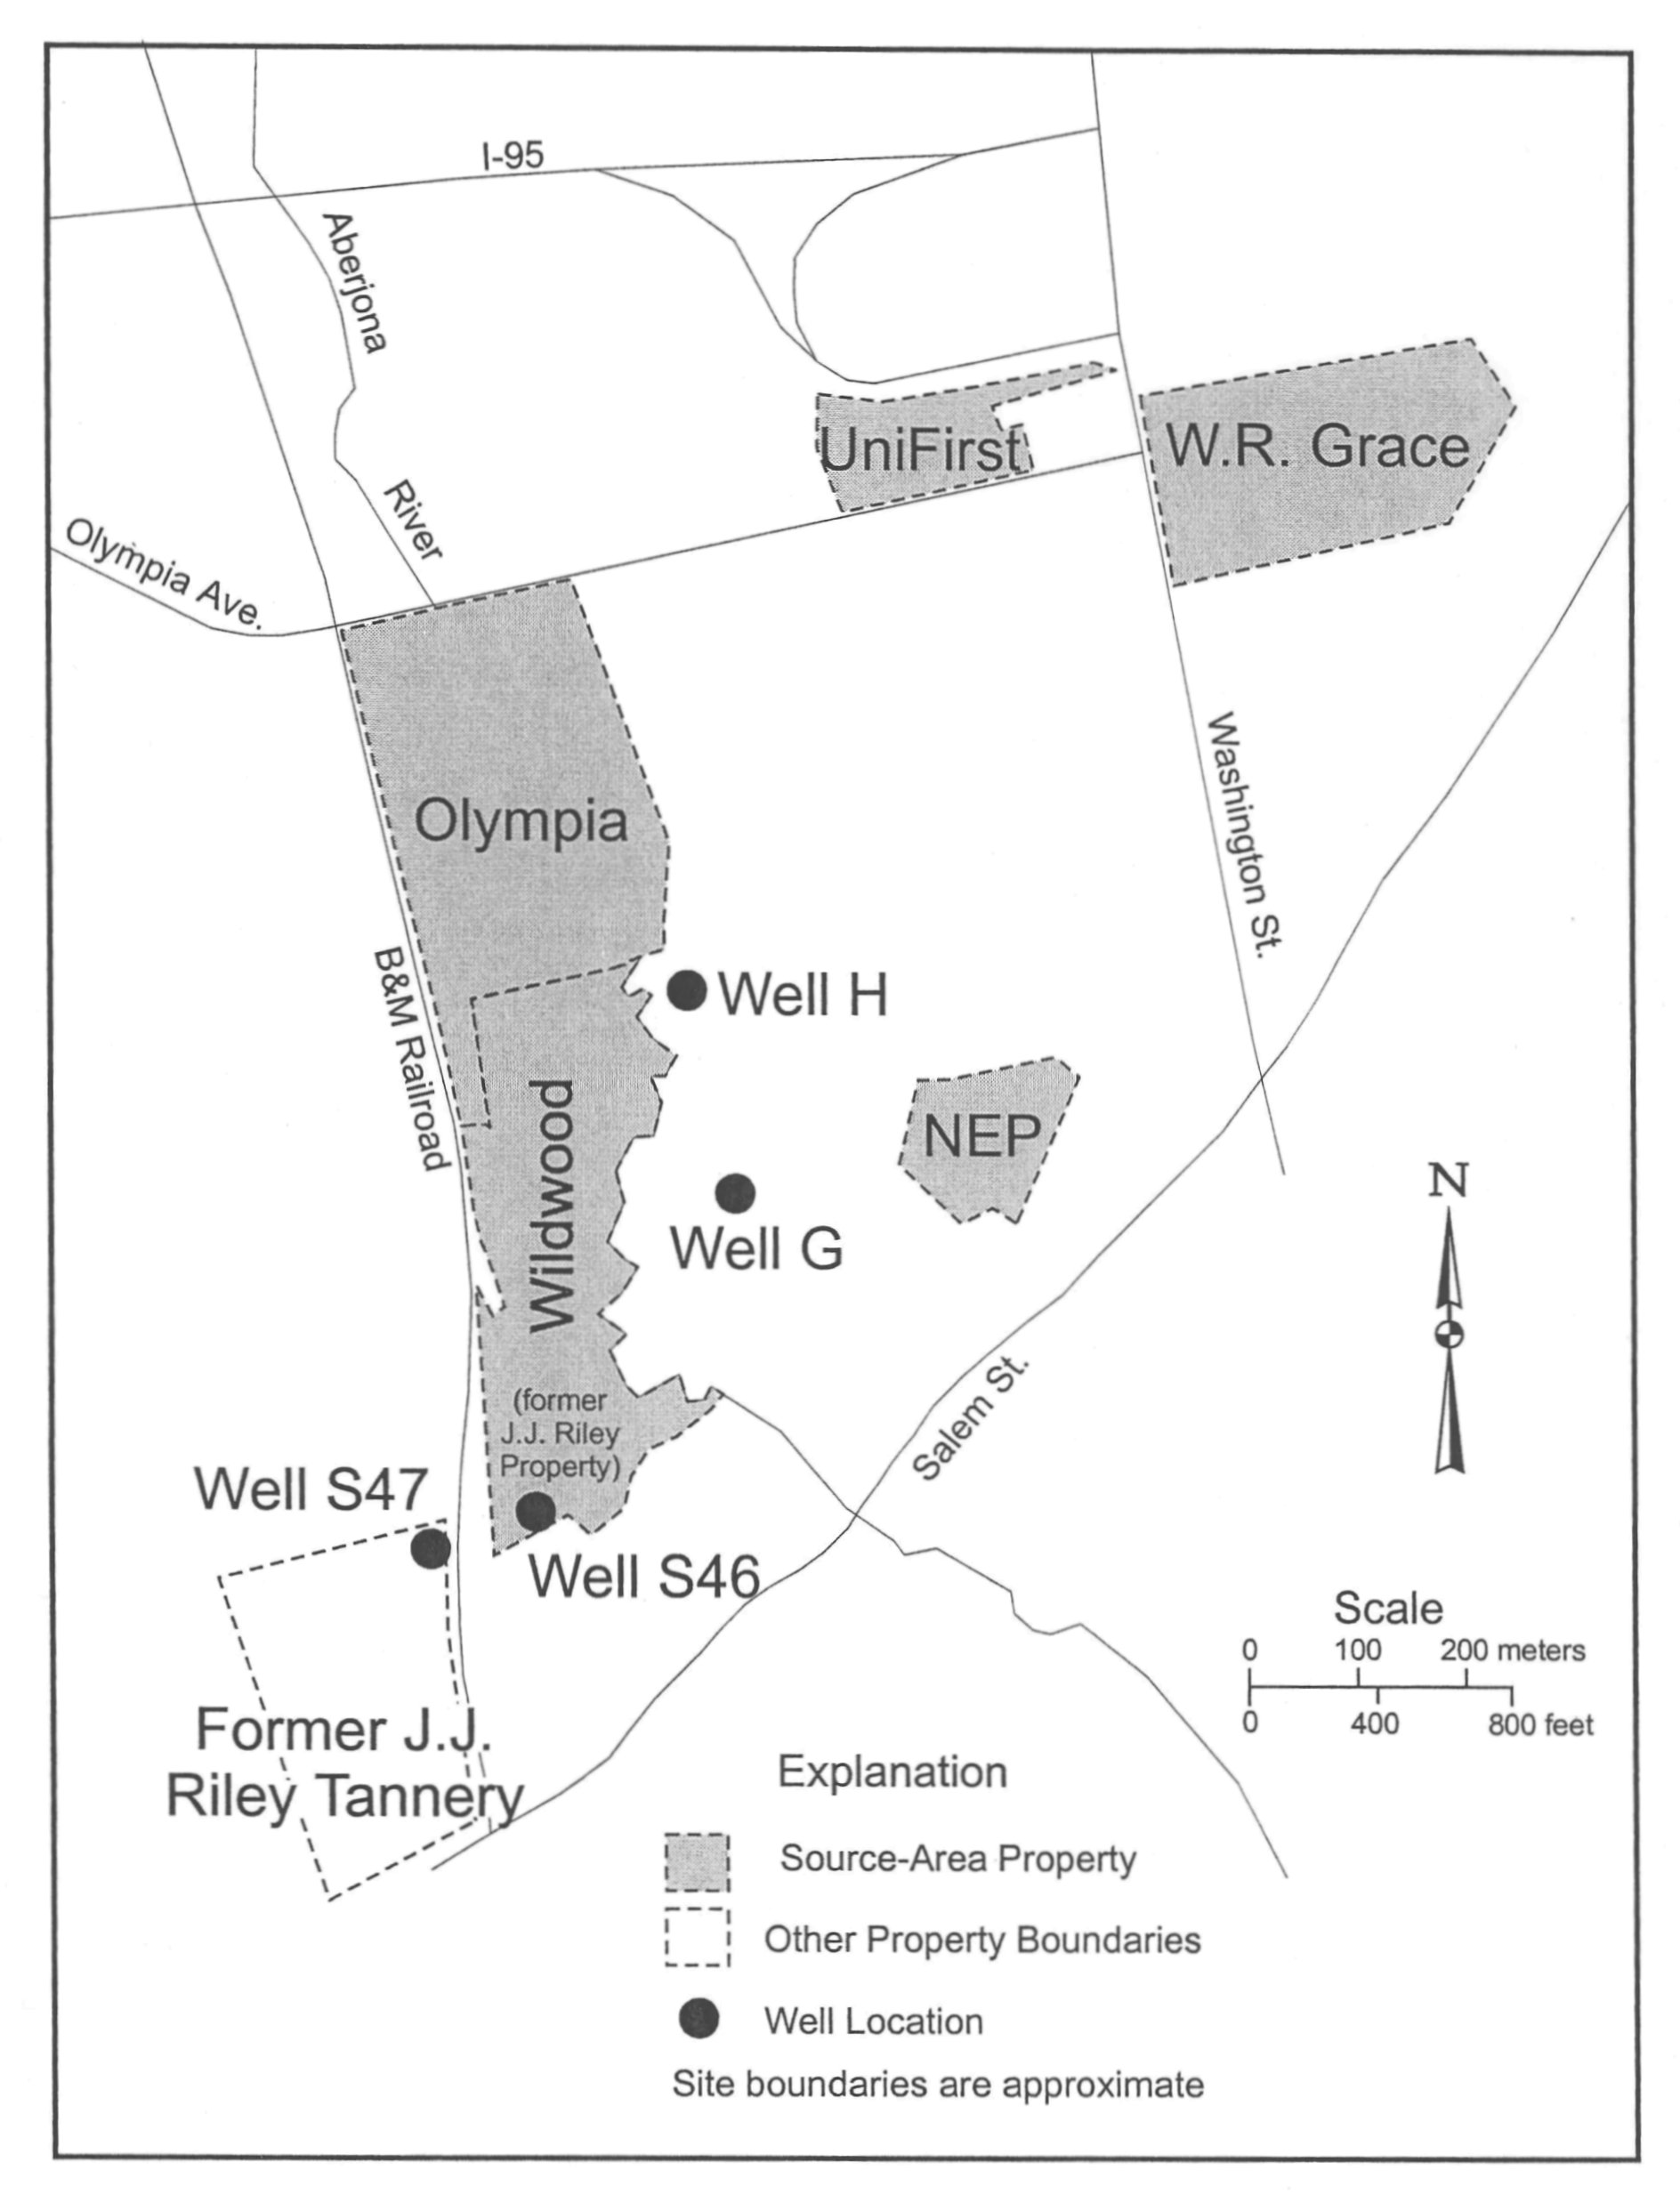 I-95
Aberjona
River
Olympia Ave.
UniFirst
W.R. Grace
Olympia
Washington St.
B&M Railroad
Well H
Wildwood
NEP
Well G
N
(former
J.J. Riley
Property)
Salem St.
Well S47
Well S46
Scale
0 100 200 meters
0 400 800 feet
Former J.J.
Riley Tannery
Explanation
Source-Area Property
Other Property Boundaries
Well Location
Site boundaries are approximate